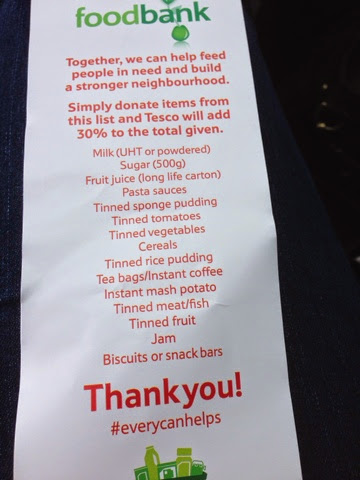 foodbank
Together, we can help feed
people in need and build
a stronger neighbourhood.
Simply donate items from
this list and Tesco will add
30% to the total given.
Milk (UHT or powdered)
Sugar (500g)
Fruit juice (long life carton)
Pasta sauces
Tinned sponge pudding
Tinned tomatoes
Tinned vegetables
Cereals
Tinned rice pudding
Tea bags/Instant coffee
Instant mash potato
Tinned meat/fish
Tinned fruit
Jam
Biscuits or snack bars
Thank you!
#everycanhelps